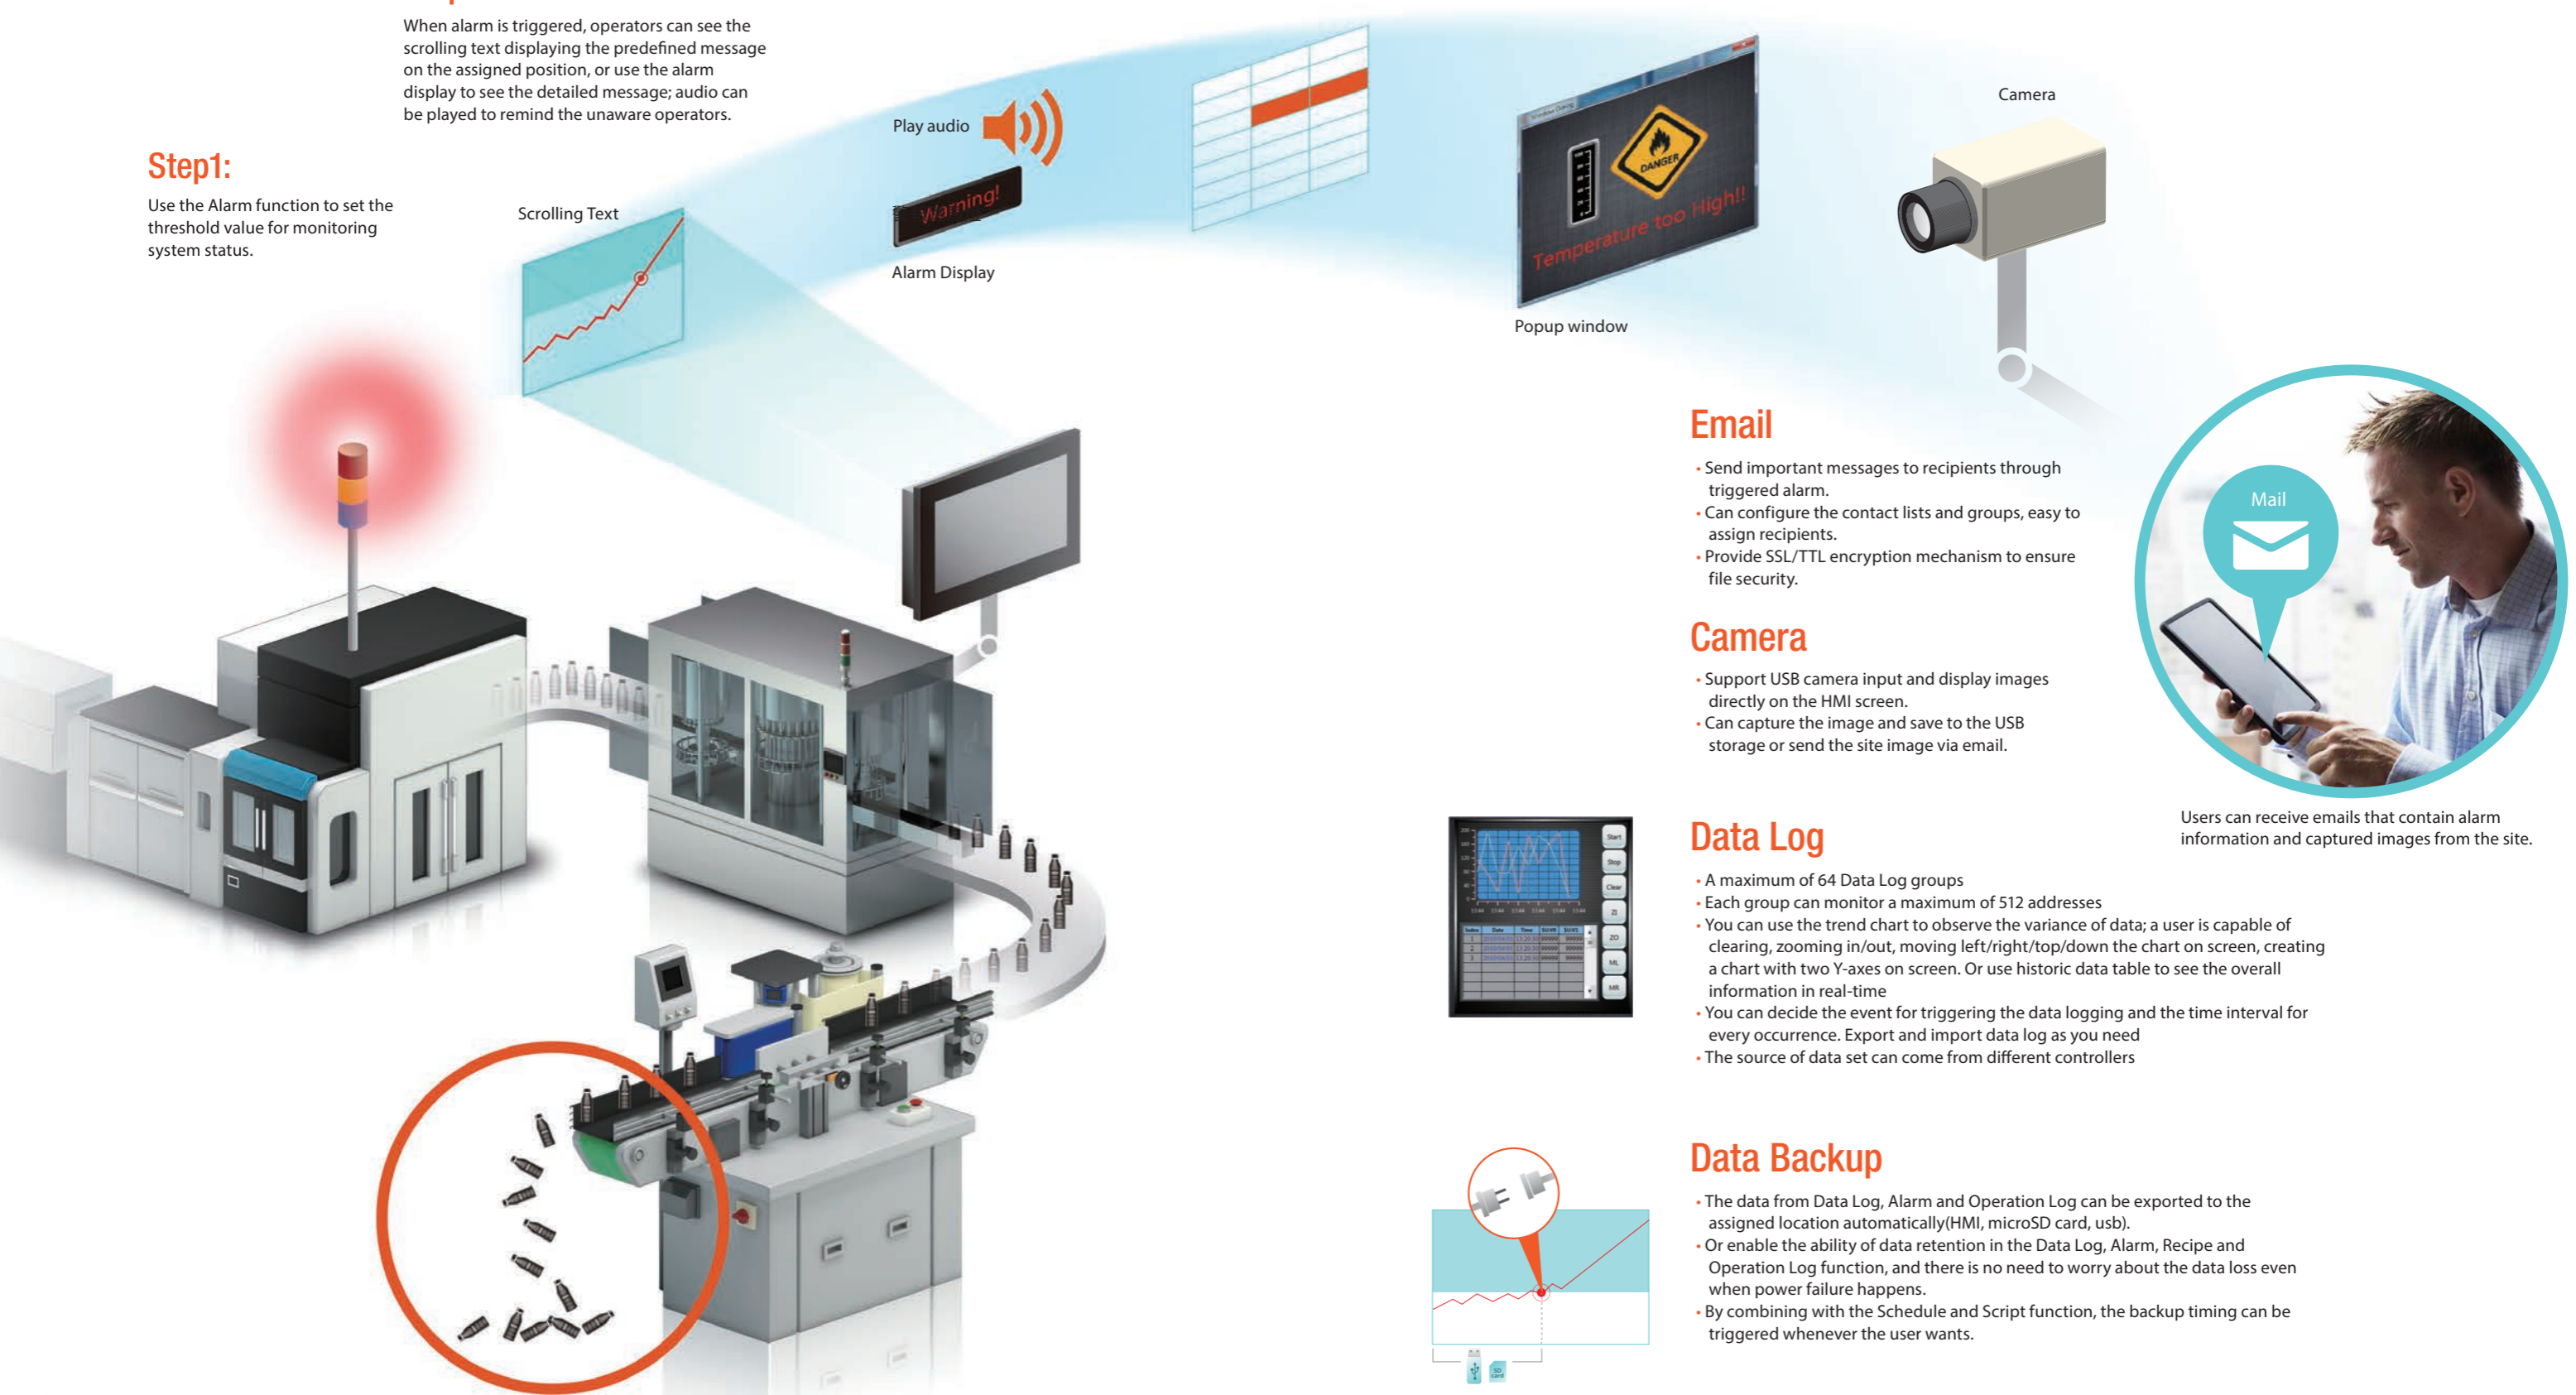 When alarm is triggered, operators can see the
scrolling text displaying the predefined message
on the assigned position, or use the alarm
display to see the detailed message; audio can
be played to remind the unaware operators.
Step1:
Use the Alarm function to set the
threshold value for monitoring
system status.
Scrolling Text
Play audio
Warning!
Alarm Display
DANGER
Temperature too High!!
Popup window
Camera
Email
• Send important messages to recipients through
triggered alarm.
• Can configure the contact lists and groups, easy to
assign recipients.
• Provide SSL/TTL encryption mechanism to ensure
file security.
Mail
Camera
• Support USB camera input and display images
directly on the HMI screen.
• Can capture the image and save to the USB
storage or send the site image via email.
Users can receive emails that contain alarm
information and captured images from the site.
Start
Stop
Clear
ZI
ZO
ML
MR
Index Date Time
Data Log
• A maximum of 64 Data Log groups
• Each group can monitor a maximum of 512 addresses
• You can use the trend chart to observe the variance of data; a user is capable of
clearing, zooming in/out, moving left/right/top/down the chart on screen, creating
a chart with two Y-axes on screen. Or use historic data table to see the overall
information in real-time
• You can decide the event for triggering the data logging and the time interval for
every occurrence. Export and import data log as you need
• The source of data set can come from different controllers
Data Backup
• The data from Data Log, Alarm and Operation Log can be exported to the
assigned location automatically(HMI, microSD card, usb).
• Or enable the ability of data retention in the Data Log, Alarm, Recipe and
Operation Log function, and there is no need to worry about the data loss even
when power failure happens.
• By combining with the Schedule and Script function, the backup timing can be
triggered whenever the user wants.
SD
card